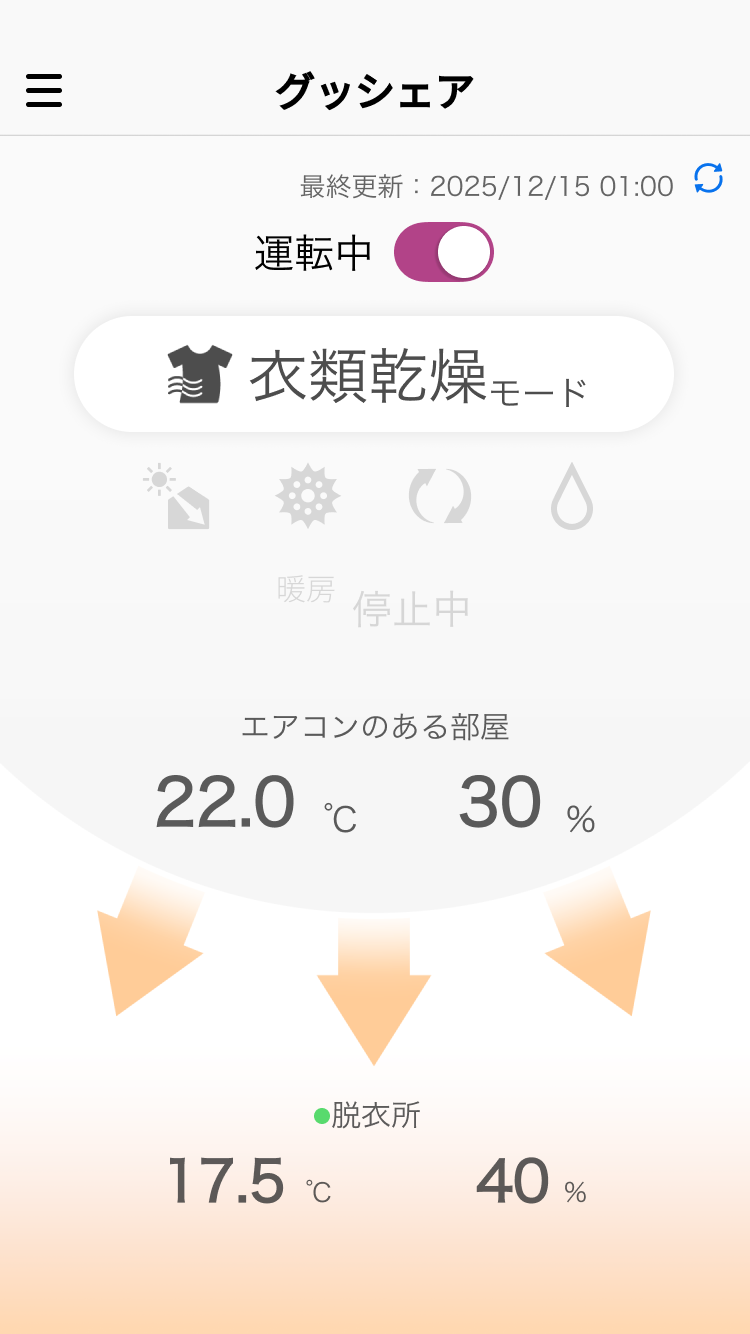 グッシェア
最終更新：2025/12/15 01:00
運転中
衣類乾燥モード
暖房 停止中
エアコンのある部屋
22.0 ℃ 30 %
脱衣所
17.5 ℃ 40 %